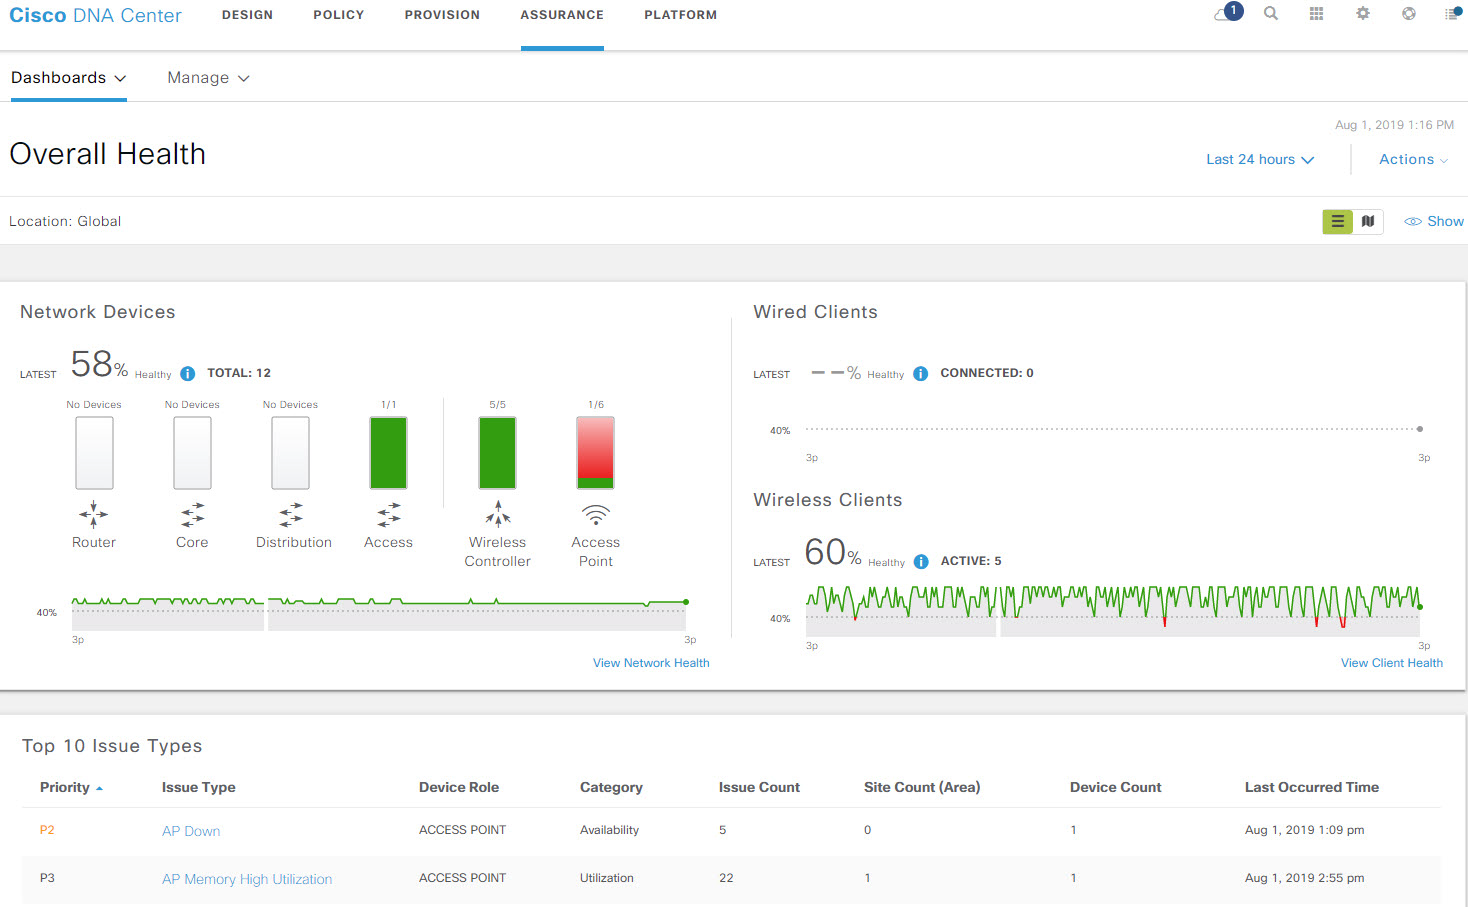 Cisco DNA Center DESIGN POLICY PROVISION ASSURANCE PLATFORM 1
Dashboards Manage
Aug 1, 2019 1:16 PM
Overall Health
Last 24 hours Actions
Location: Global
Show
Network Devices
LATEST 58% Healthy i TOTAL: 12
No Devices No Devices No Devices 1/1 5/5 1/6
Router Core Distribution Access Wireless Controller Access Point
40%
3p 3p
View Network Health
Wired Clients
LATEST – –% Healthy i CONNECTED: 0
40%
3p 3p
Wireless Clients
LATEST 60% Healthy i ACTIVE: 5
40%
3p 3p
View Client Health
Top 10 Issue Types
Priority Issue Type Device Role Category Issue Count Site Count (Area) Device Count Last Occurred Time
P2 AP Down ACCESS POINT Availability 5 0 1 Aug 1, 2019 1:09 pm
P3 AP Memory High Utilization ACCESS POINT Utilization 22 1 1 Aug 1, 2019 2:55 pm